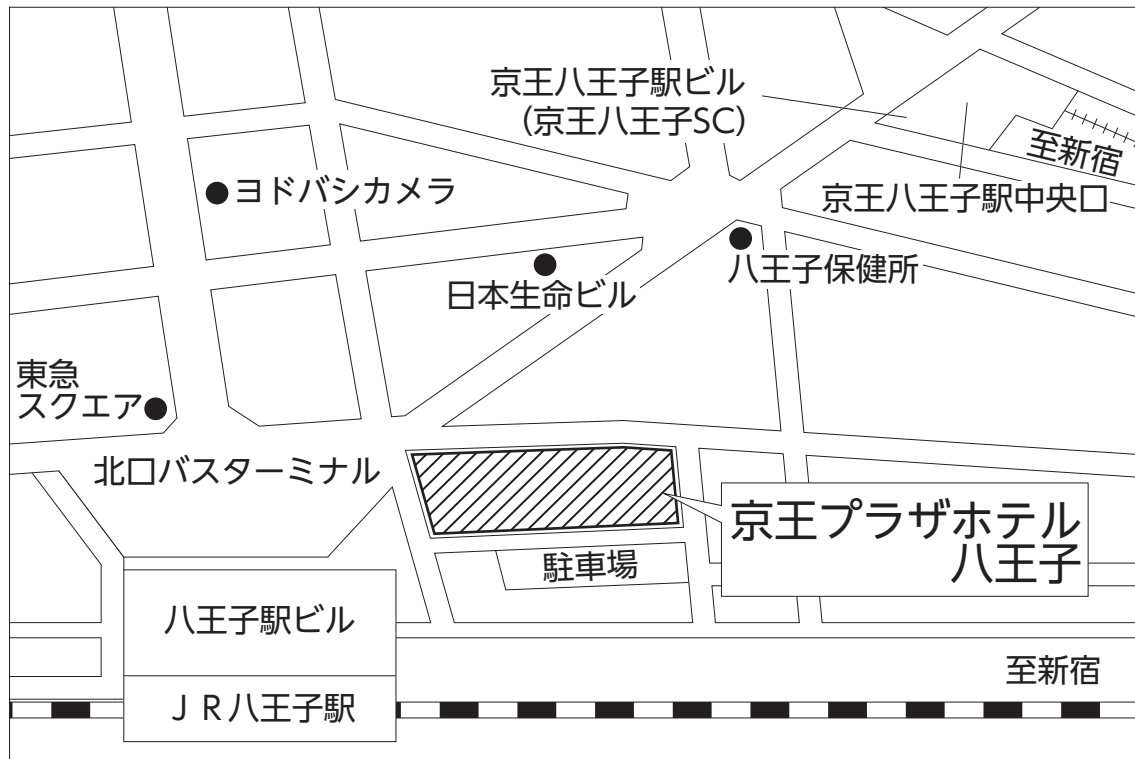 京王八王子駅ビル
(京王八王子SC)
至新宿
ヨドバシカメラ
京王八王子駅中央口
八王子保健所
日本生命ビル
東急
スクエア
北口バスターミナル
京王プラザホテル
八王子
駐車場
八王子駅ビル
至新宿
ＪＲ八王子駅